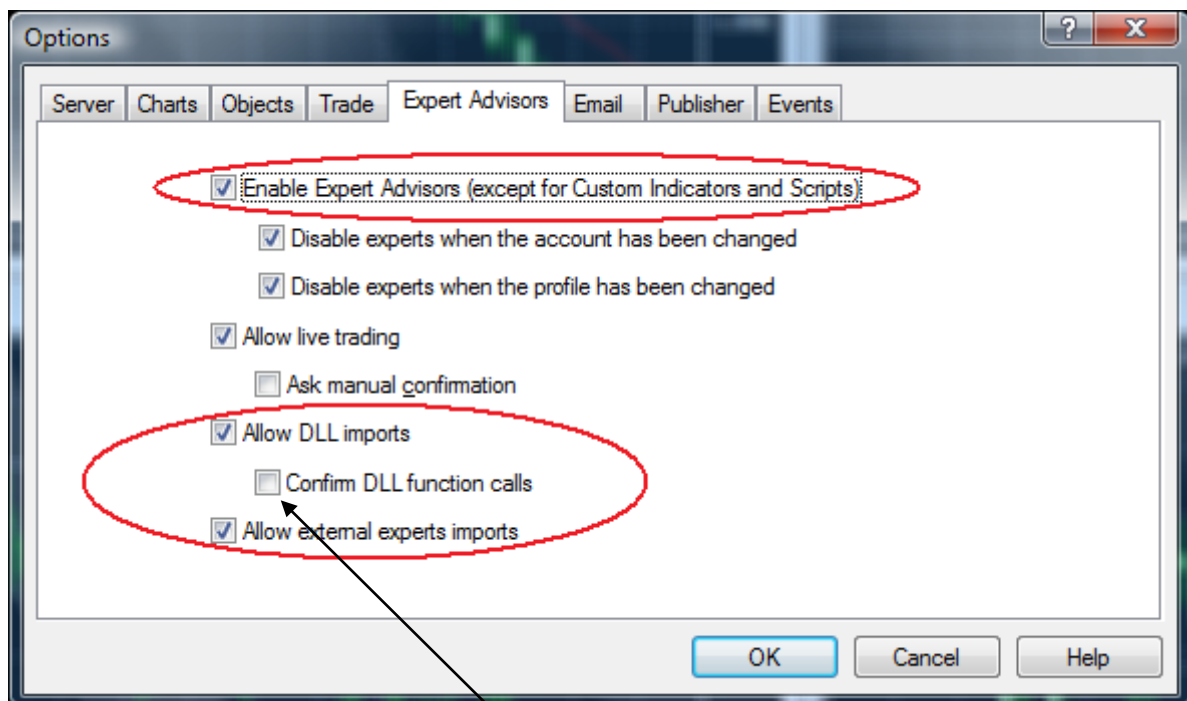 Options
Server Charts Objects Trade Expert Advisors Email Publisher Events
Enable Expert Advisors (except for Custom Indicators and Scripts)
Disable experts when the account has been changed
Disable experts when the profile has been changed
Allow live trading
Ask manual confirmation
Allow DLL imports
Confirm DLL function calls
Allow external experts imports
OK Cancel Help